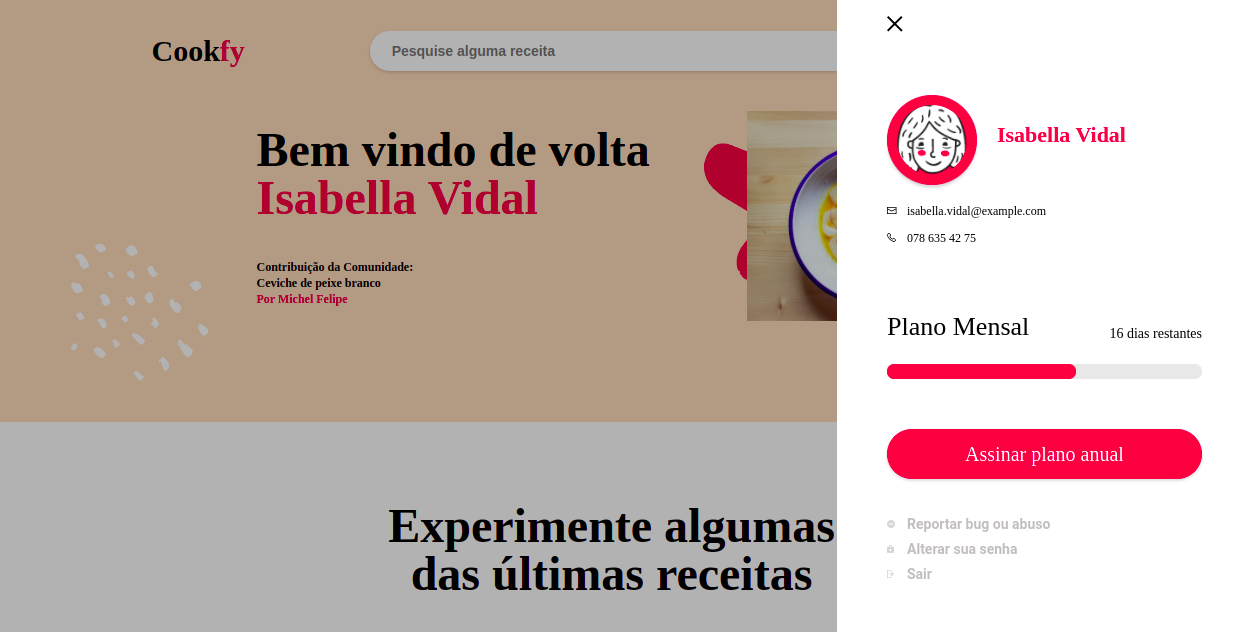 Cookfy
Pesquise alguma receita
Bem vindo de volta
Isabella Vidal
Contribuição da Comunidade:
Ceviche de peixe branco
Por Michel Felipe
Experimente algumas
das últimas receitas
Isabella Vidal
isabella.vidal@example.com
078 635 42 75
Plano Mensal
16 dias restantes
Assinar plano anual
Reportar bug ou abuso
Alterar sua senha
Sair